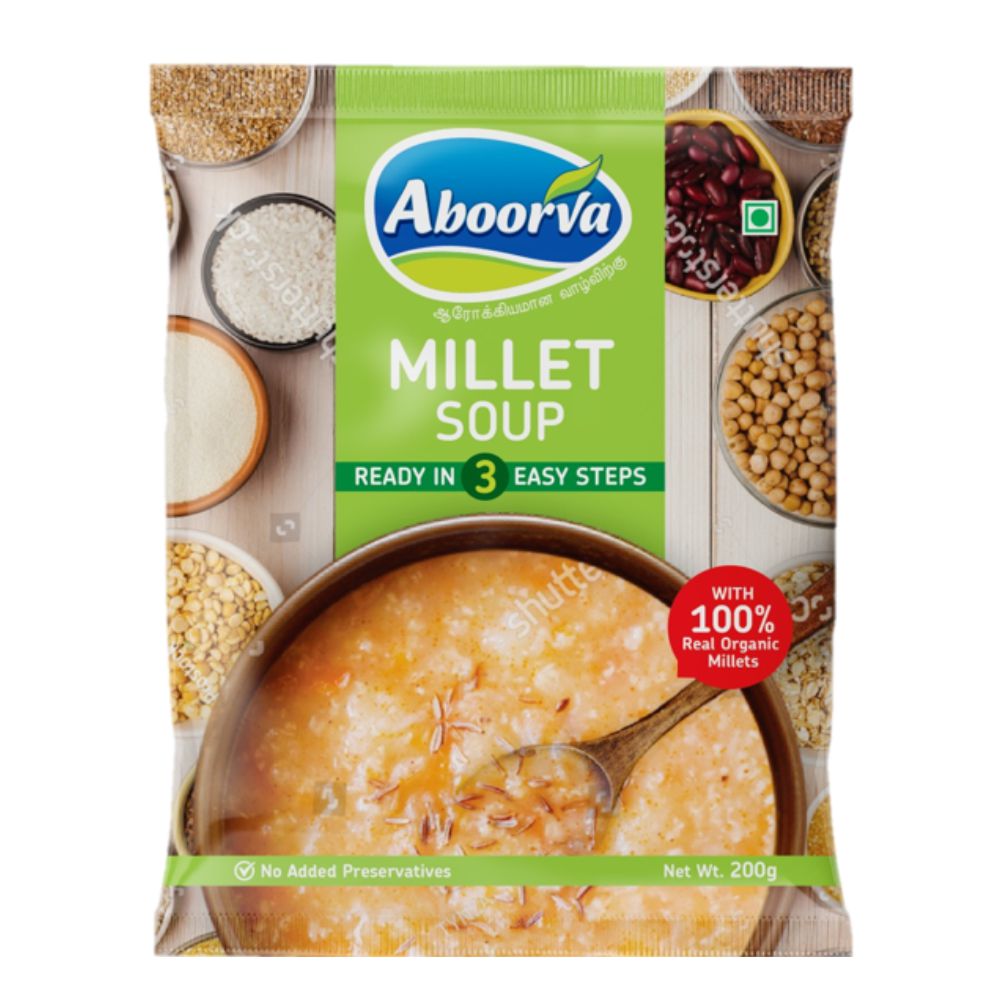 Aboorva
ஆரோக்கியமான வாழ்விற்கு
MILLET
SOUP
READY IN 3 EASY STEPS
WITH
100%
Real Organic
Millets
No Added Preservatives
Net Wt. 200g